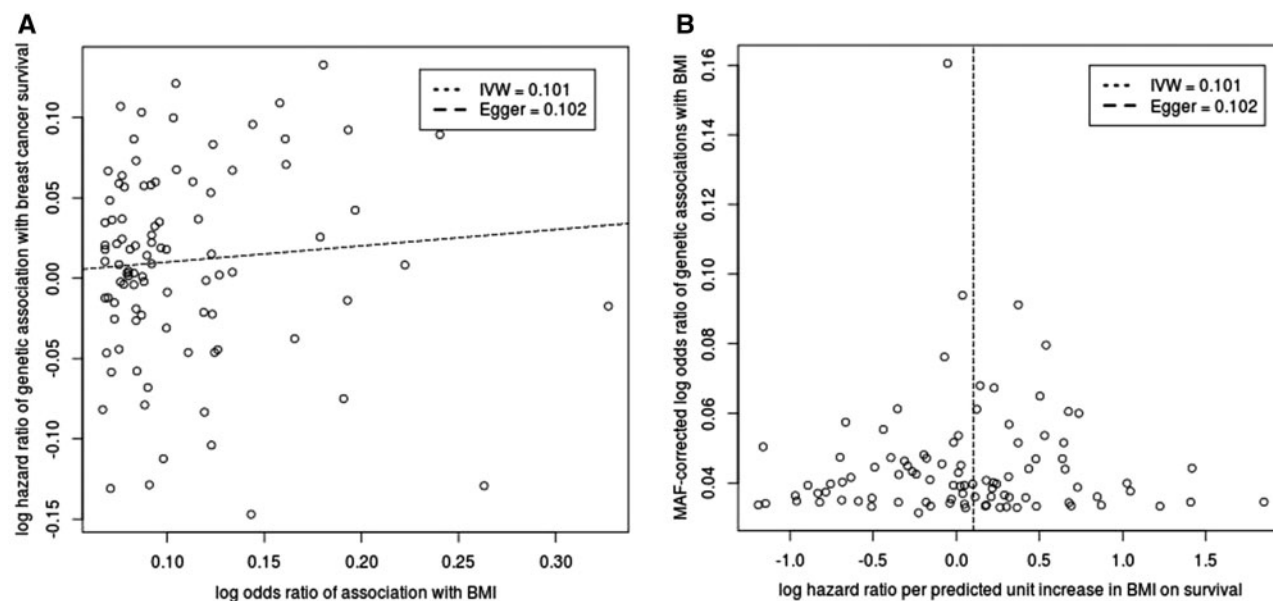 A
log hazard ratio of genetic association with breast cancer survival
0.10
0.05
0.00
-0.05
-0.10
-0.15
IVW = 0.101
Egger = 0.102
0.10 0.15 0.20 0.25 0.30
log odds ratio of association with BMI
B
MAF-corrected log odds ratio of genetic associations with BMI
0.16
0.14
0.12
0.10
0.08
0.06
0.04
IVW = 0.101
Egger = 0.102
-1.0 -0.5 0.0 0.5 1.0 1.5
log hazard ratio per predicted unit increase in BMI on survival